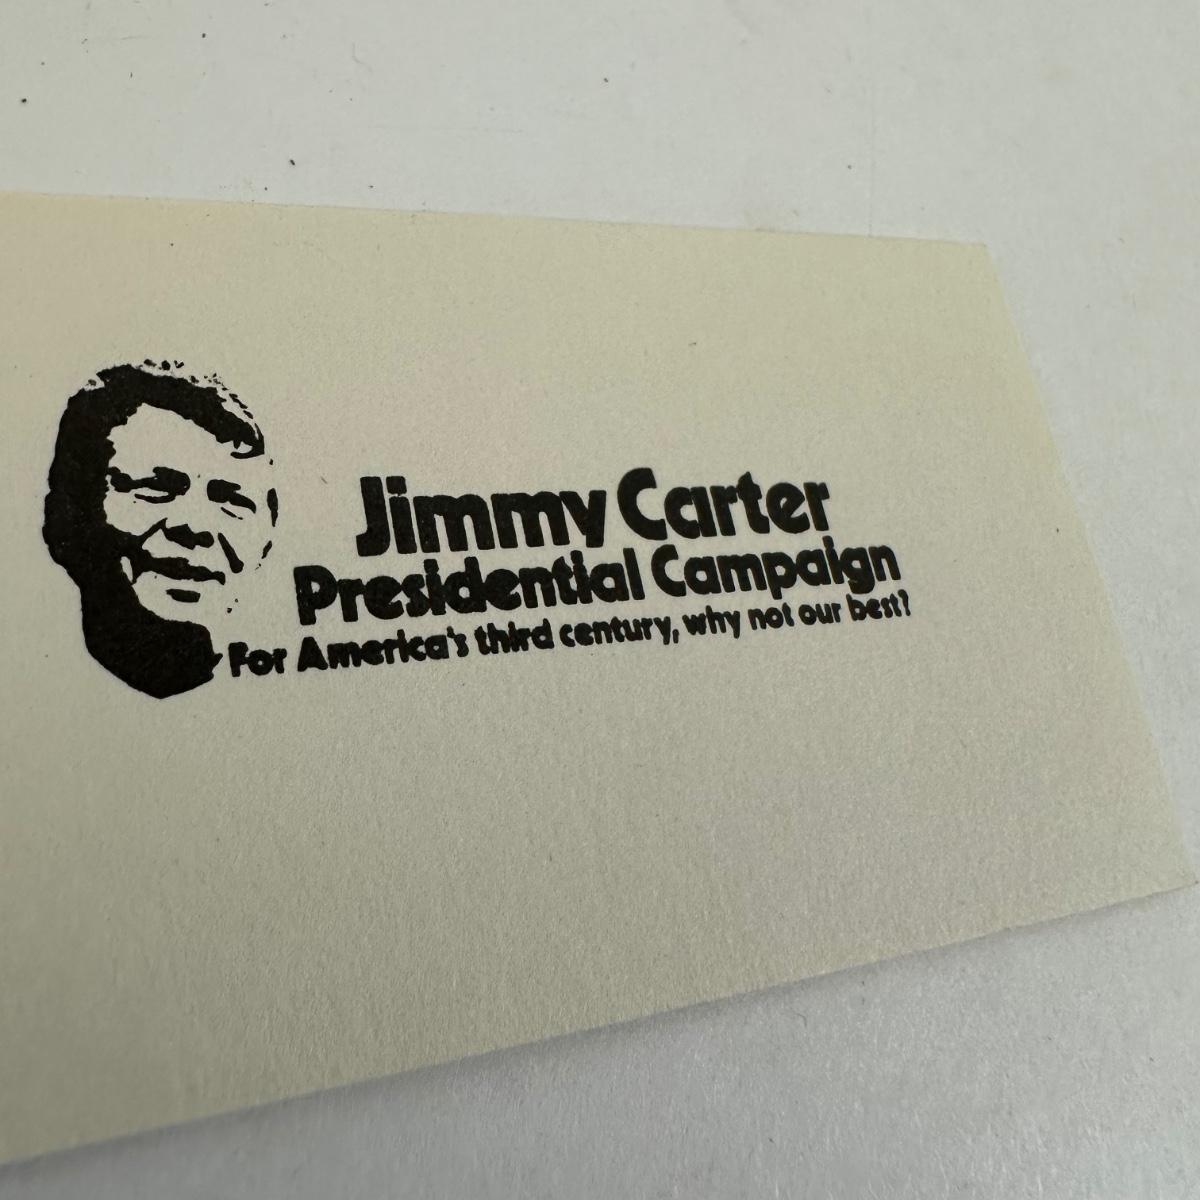 Jimmy Carter
Presidential Campaign
For America's third century, why not our best?